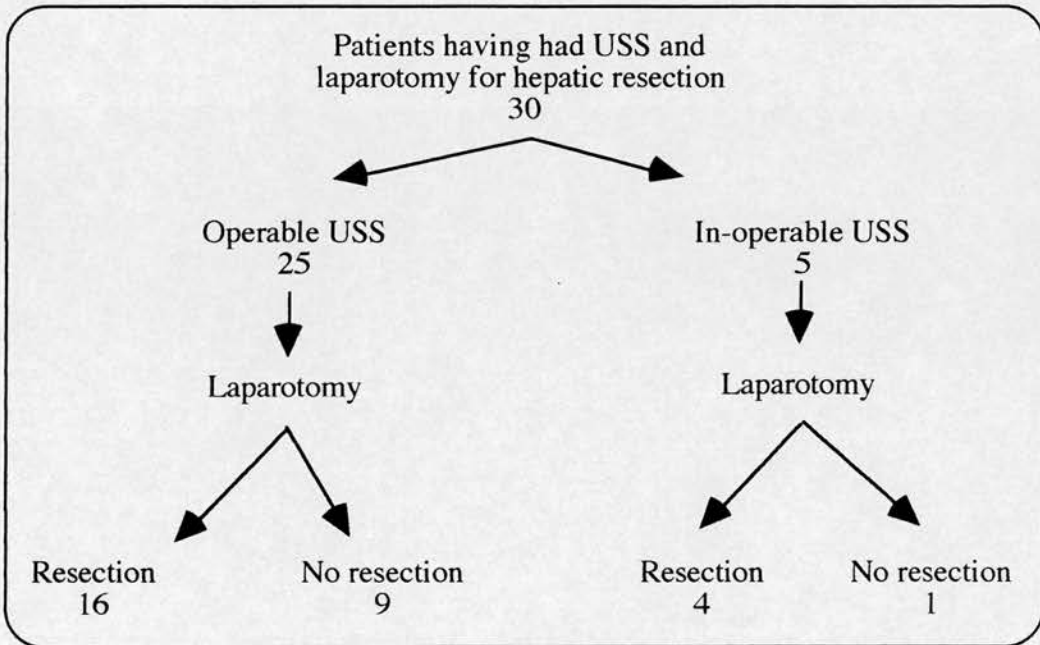 Patients having had USS and
laparotomy for hepatic resection
30
Operable USS
25
In-operable USS
5
Laparotomy
Laparotomy
Resection
16
No resection
9
Resection
4
No resection
1